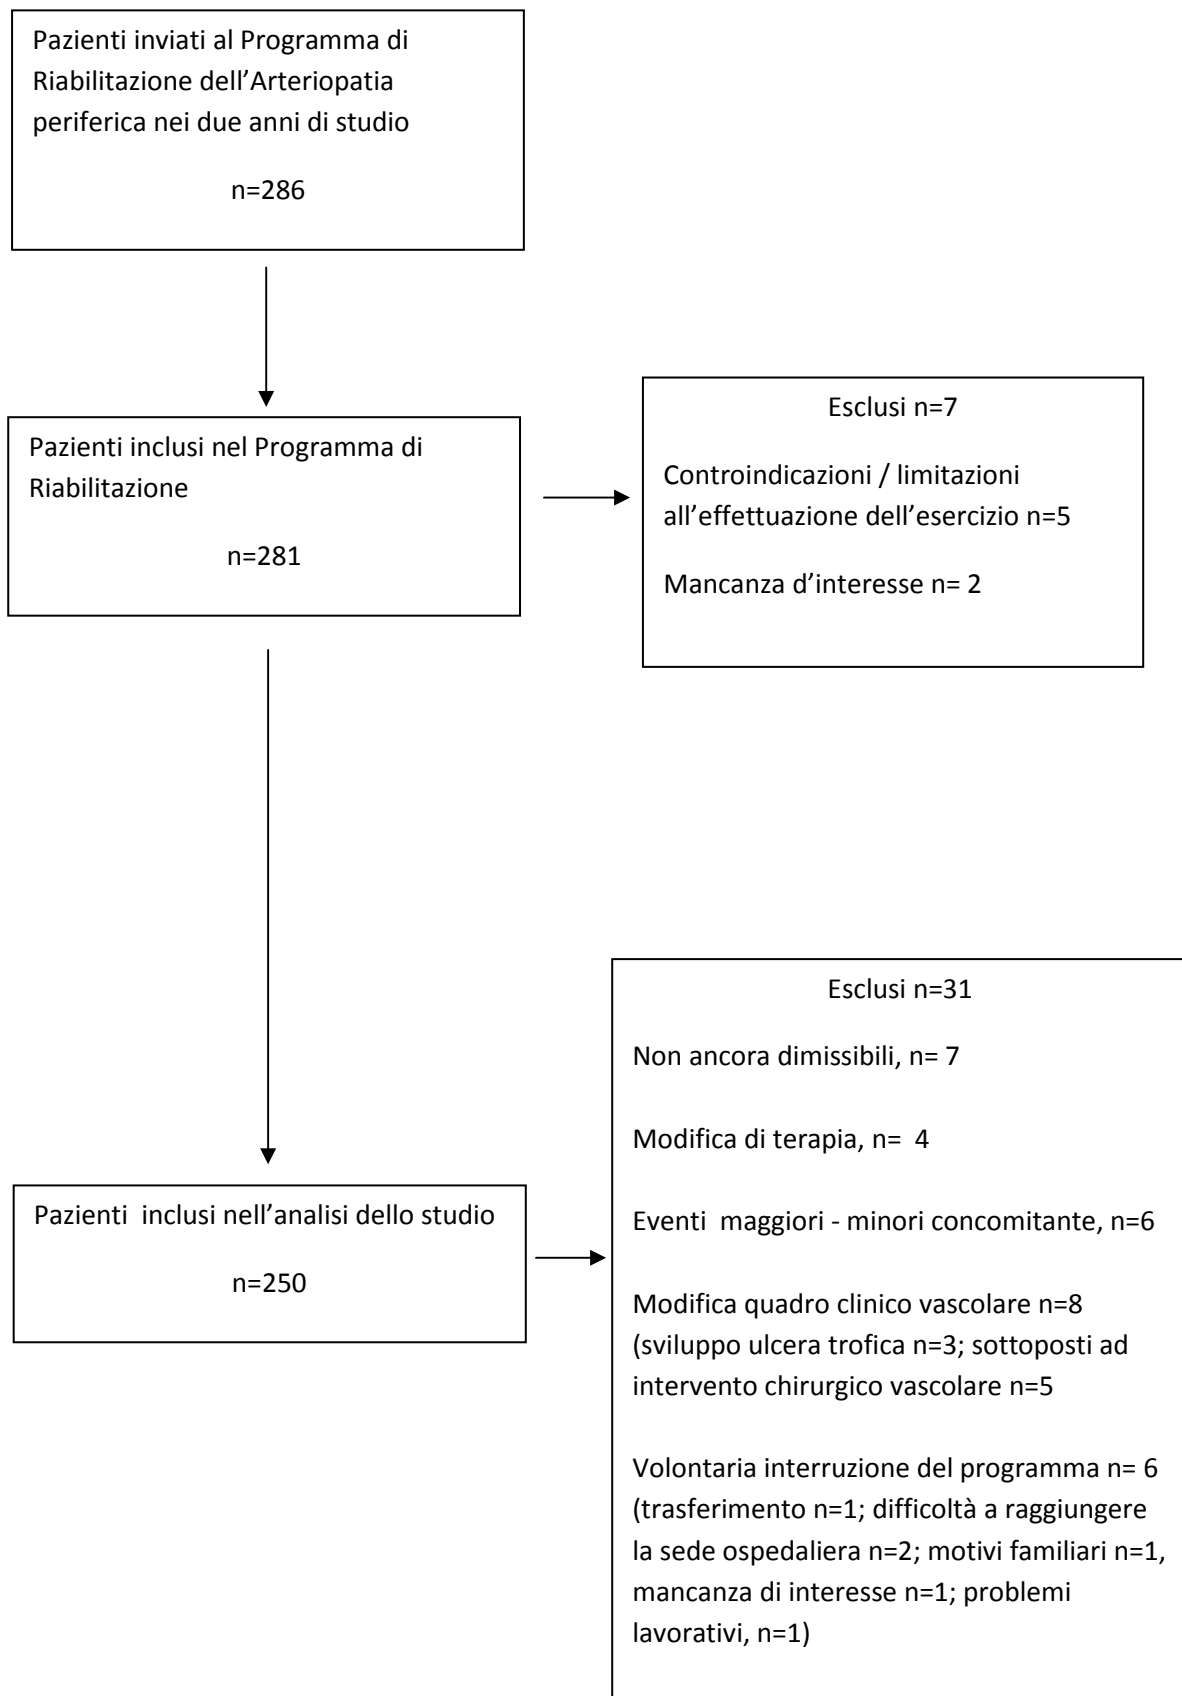 Pazienti inviati al Programma di
Riabilitazione dell’Arteriopatia
periferica nei due anni di studio
n=286
Pazienti inclusi nel Programma di
Riabilitazione
n=281
Esclusi n=7
Controindicazioni / limitazioni
all’effettuazione dell’esercizio n=5
Mancanza d’interesse n= 2
Pazienti  inclusi nell’analisi dello studio
n=250
Esclusi n=31
Non ancora dimissibili, n= 7
Modifica di terapia, n=  4
Eventi  maggiori - minori concomitante, n=6
Modifica quadro clinico vascolare n=8
(sviluppo ulcera trofica n=3; sottoposti ad
intervento chirurgico vascolare n=5
Volontaria interruzione del programma n= 6
(trasferimento n=1; difficoltà a raggiungere
la sede ospedaliera n=2; motivi familiari n=1,
mancanza di interesse n=1; problemi
lavorativi, n=1)